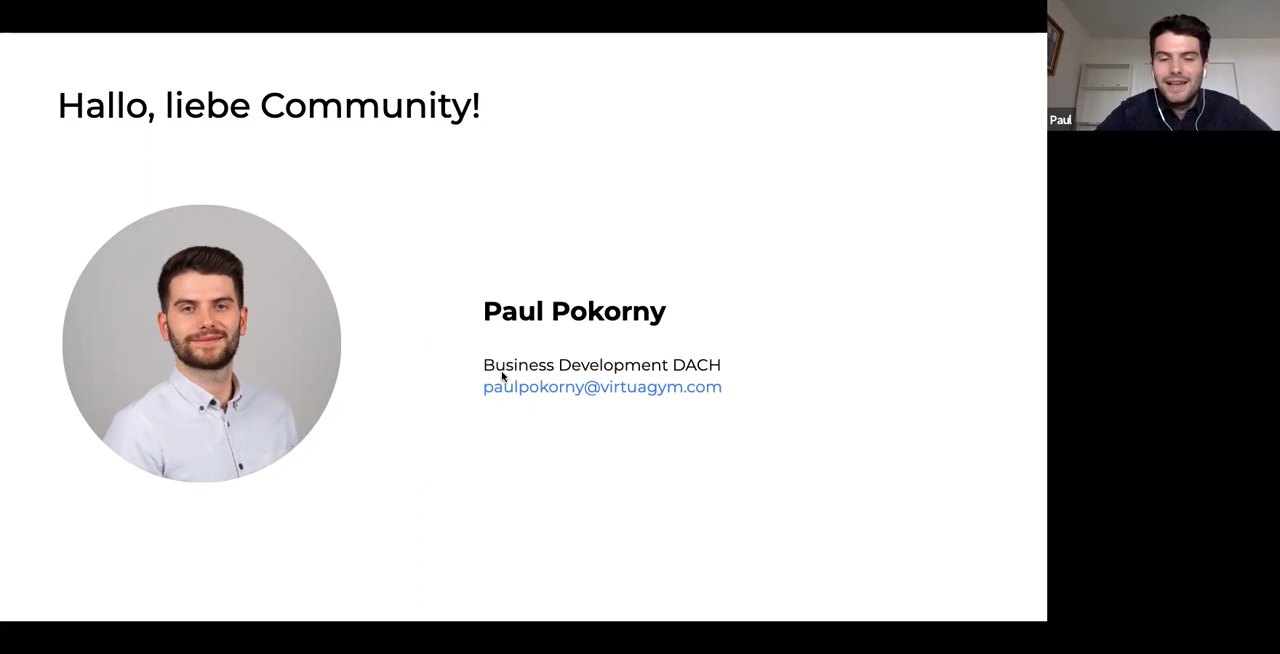 Hallo, liebe Community!
Paul Pokorny
Business Development DACH
paulpokorny@virtuagym.com
Paul